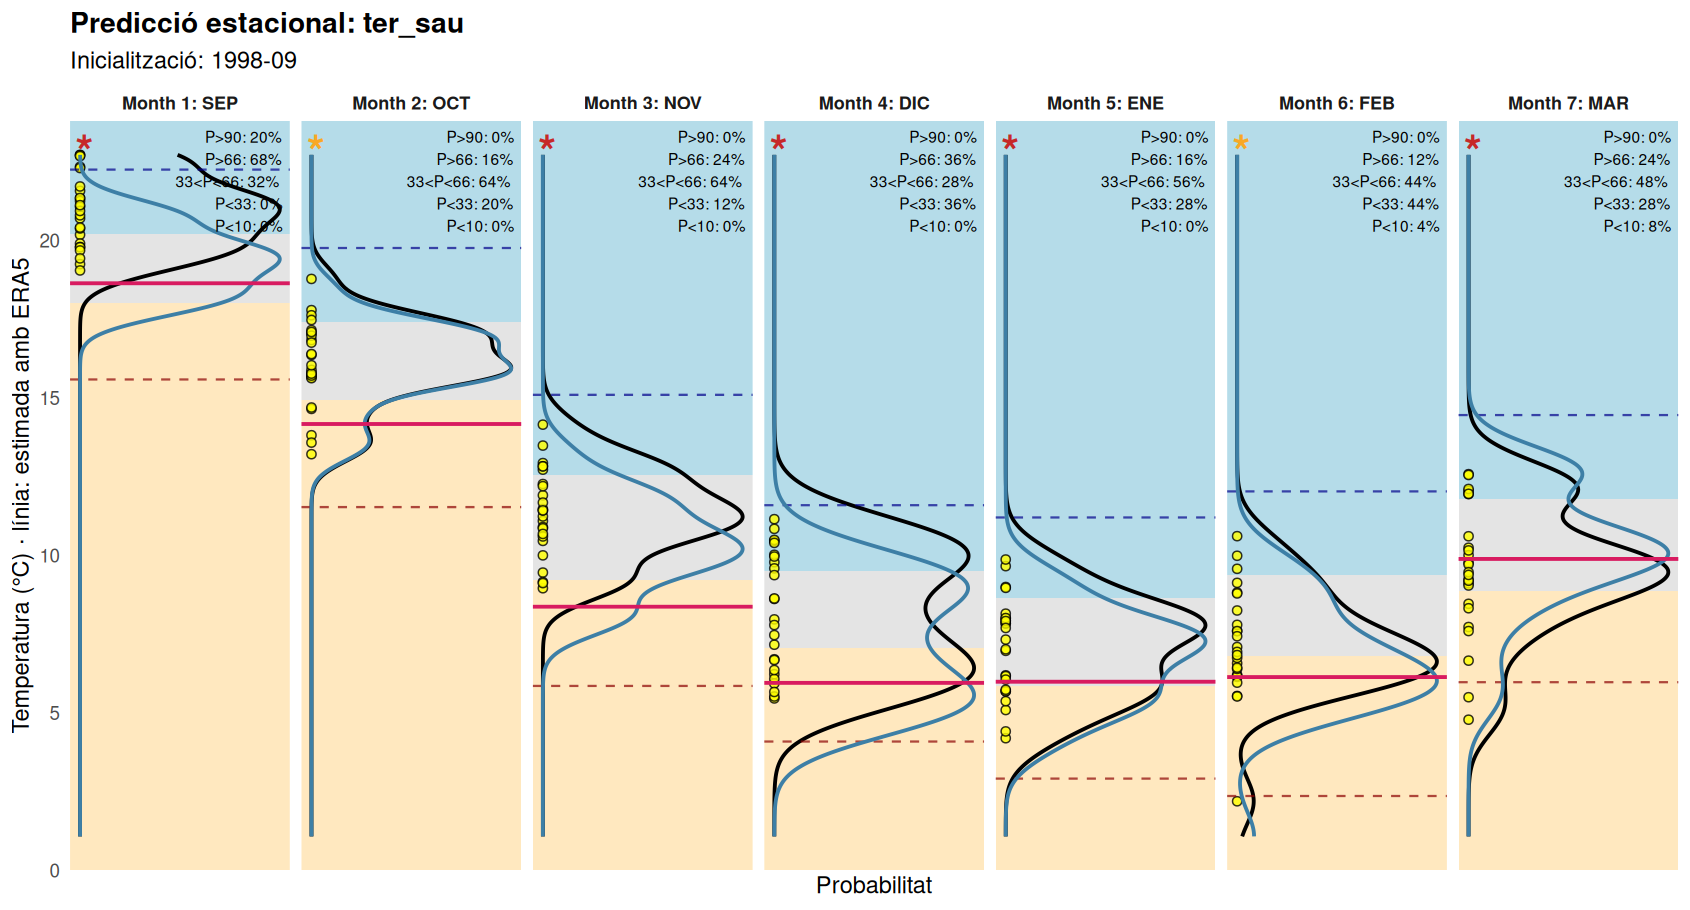 Predicció estacional: ter_sau
Inicialització: 1998-09
Month 1: SEP
Month 2: OCT
Month 3: NOV
Month 4: DIC
Month 5: ENE
Month 6: FEB
Month 7: MAR
*
P>90: 20%
P>66: 68%
33<P<66: 32%
P<33: 0%
P<10: 0%
*
P>90: 0%
P>66: 16%
33<P<66: 64%
P<33: 20%
P<10: 0%
*
P>90: 0%
P>66: 24%
33<P<66: 64%
P<33: 12%
P<10: 0%
*
P>90: 0%
P>66: 36%
33<P<66: 28%
P<33: 36%
P<10: 0%
*
P>90: 0%
P>66: 16%
33<P<66: 56%
P<33: 28%
P<10: 0%
*
P>90: 0%
P>66: 12%
33<P<66: 44%
P<33: 44%
P<10: 4%
*
P>90: 0%
P>66: 24%
33<P<66: 48%
P<33: 28%
P<10: 8%
20
15
10
5
0
Temperatura (°C) · línia: estimada amb ERA5
Probabilitat